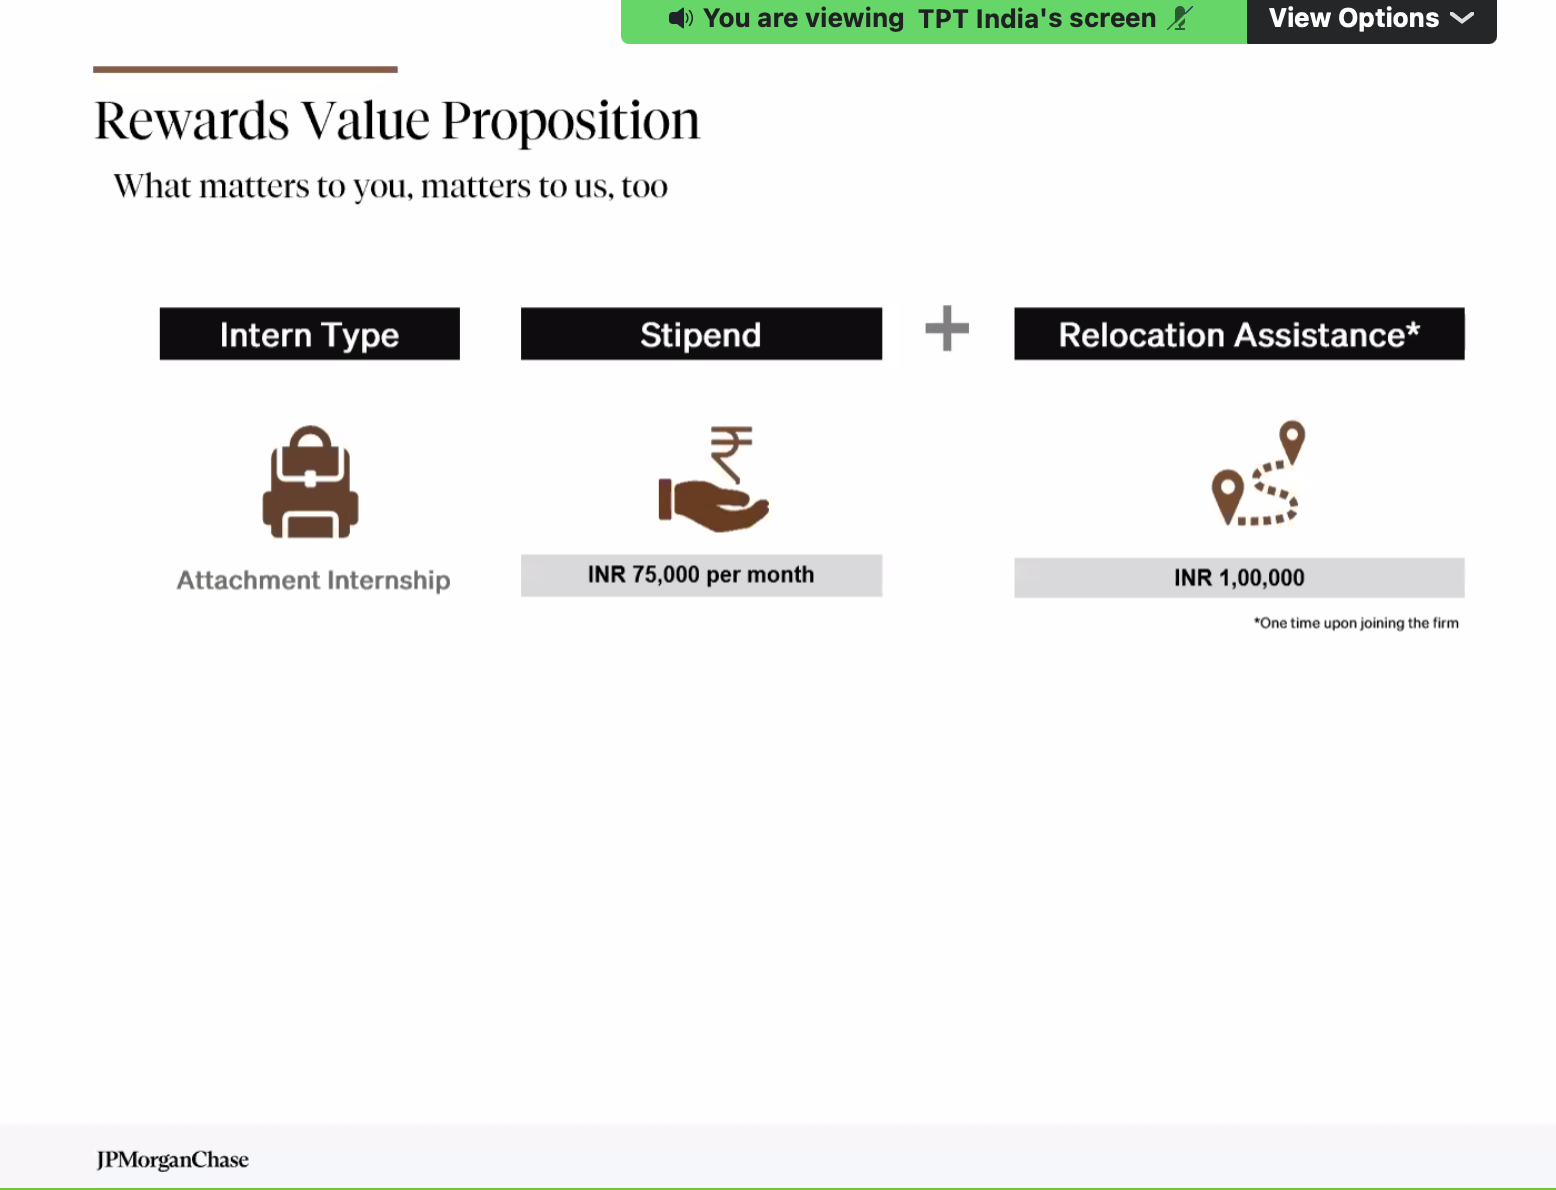 You are viewing TPT India's screen
View Options
Rewards Value Proposition
What matters to you, matters to us, too
Intern Type
Stipend
+
Relocation Assistance*
₹
Attachment Internship
INR 75,000 per month
INR 1,00,000
*One time upon joining the firm
JPMorganChase